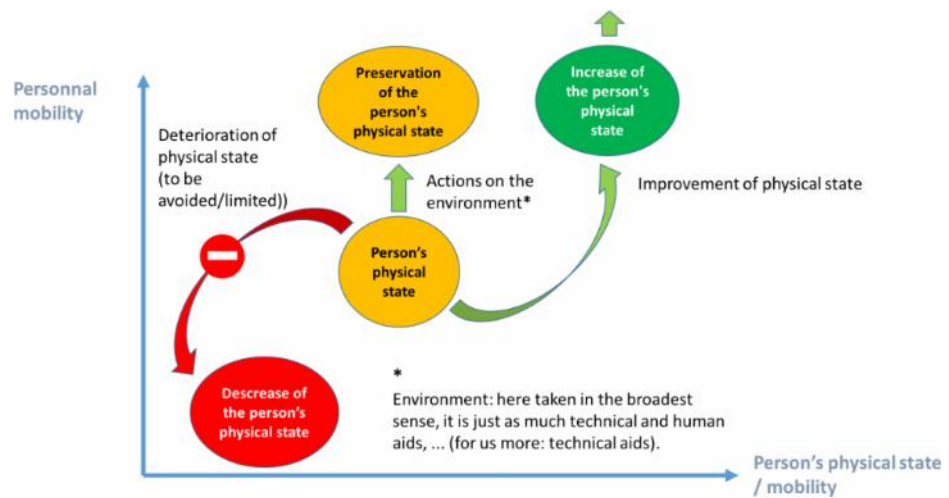 Personnal
mobility
Preservation
of the
person's
physical state
Increase of
the person's
physical
state
Deterioration of
physical state
(to be
avoided/limited))
Actions on the
environment*
Improvement of physical state
Person's
physical
state
Descrease of
the person's
physical state
*
Environment: here taken in the broadest
sense, it is just as much technical and human
aids, ... (for us more: technical aids).
Person's physical state
/ mobility